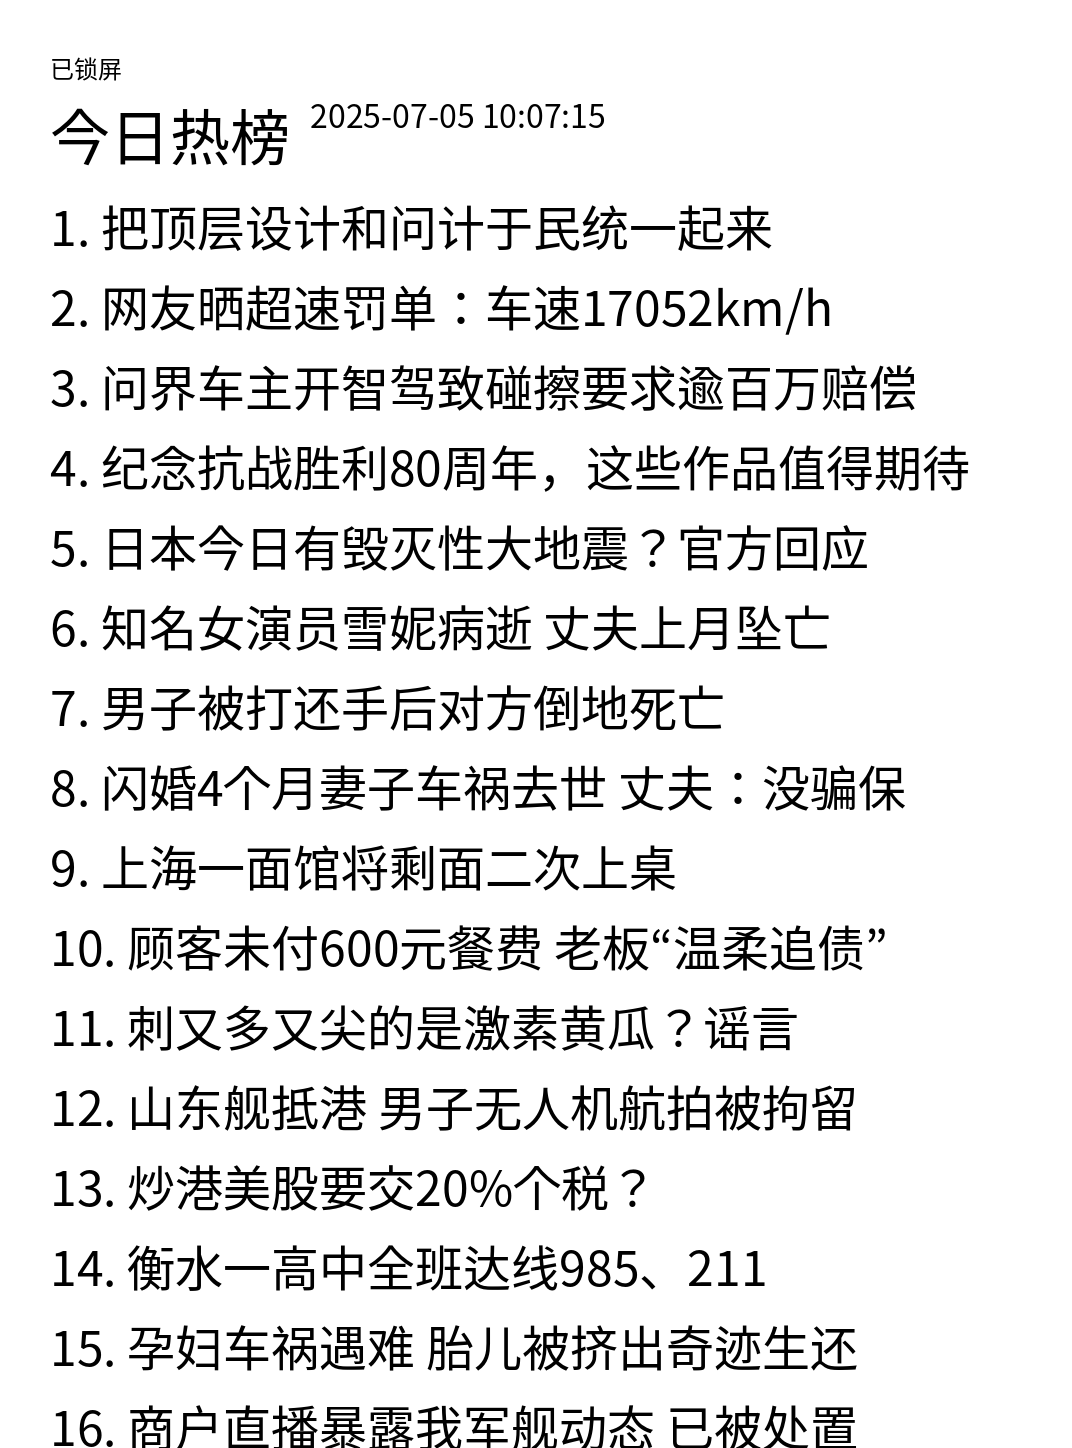 已锁屏
今日热榜 2025-07-05 10:07:15
1. 把顶层设计和问计于民统一起来
2. 网友晒超速罚单：车速17052km/h
3. 问界车主开智驾致碰擦要求逾百万赔偿
4. 纪念抗战胜利80周年，这些作品值得期待
5. 日本今日有毁灭性大地震？官方回应
6. 知名女演员雪妮病逝 丈夫上月坠亡
7. 男子被打还手后对方倒地死亡
8. 闪婚4个月妻子车祸去世 丈夫：没骗保
9. 上海一面馆将剩面二次上桌
10. 顾客未付600元餐费 老板“温柔追债”
11. 刺又多又尖的是激素黄瓜？谣言
12. 山东舰抵港 男子无人机航拍被拘留
13. 炒港美股要交20%个税？
14. 衡水一高中全班达线985、211
15. 孕妇车祸遇难 胎儿被挤出奇迹生还
16. 商户直播暴露我军舰动态 已被处置